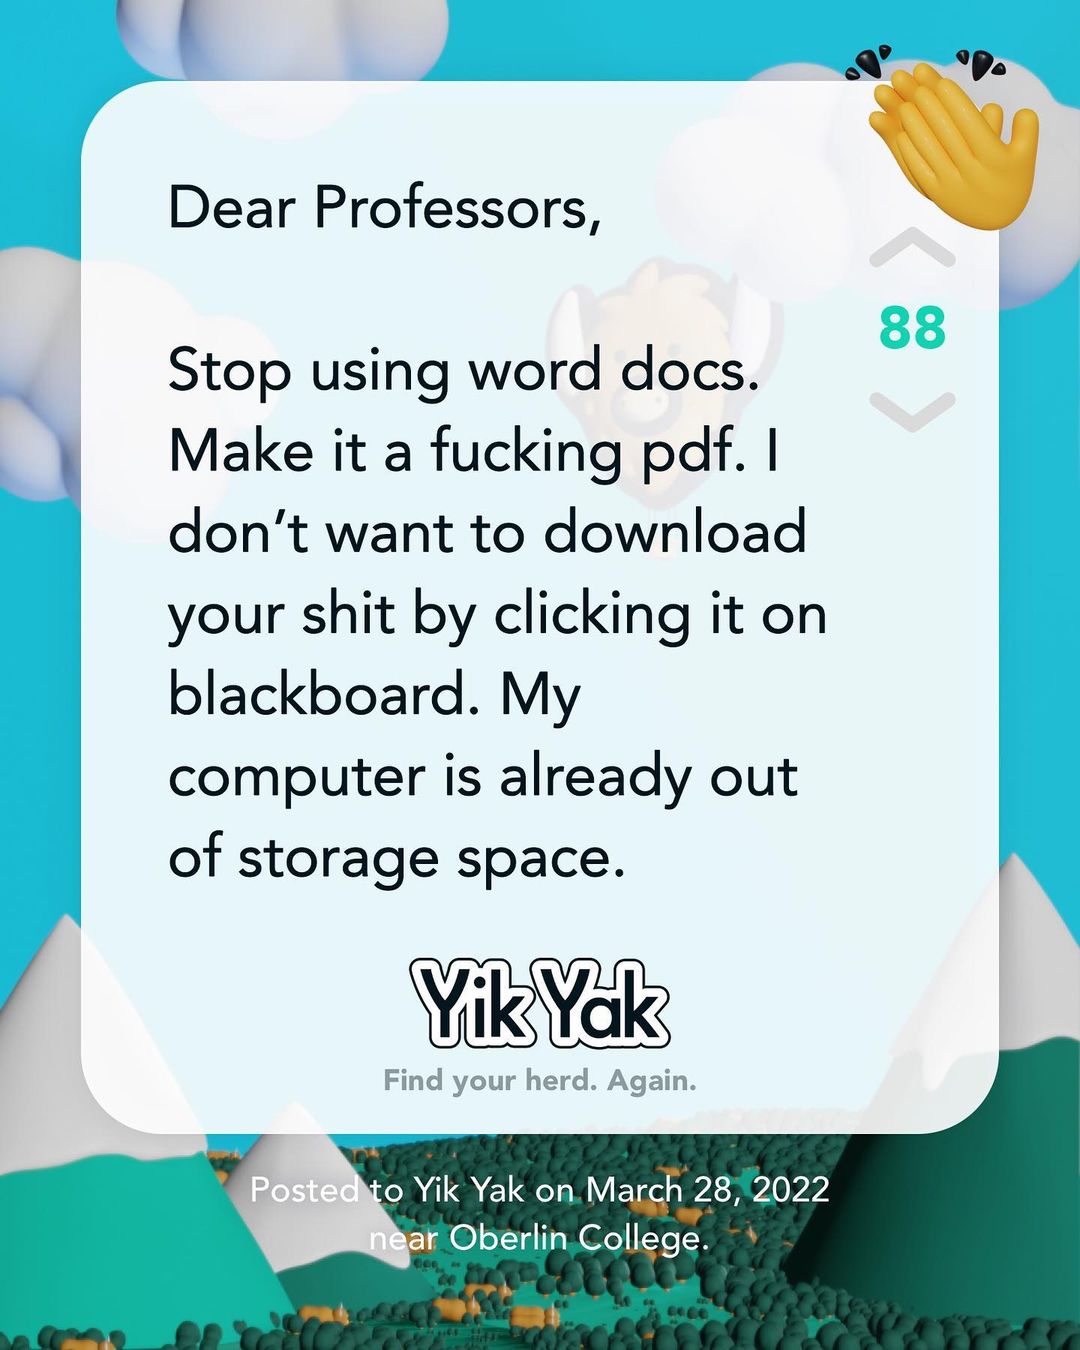 Dear Professors,
88
Stop using word docs.
Make it a fucking pdf. I
don’t want to download
your shit by clicking it on
blackboard. My
computer is already out
of storage space.
Yik Yak
Find your herd. Again.
Posted to Yik Yak on March 28, 2022
near Oberlin College.